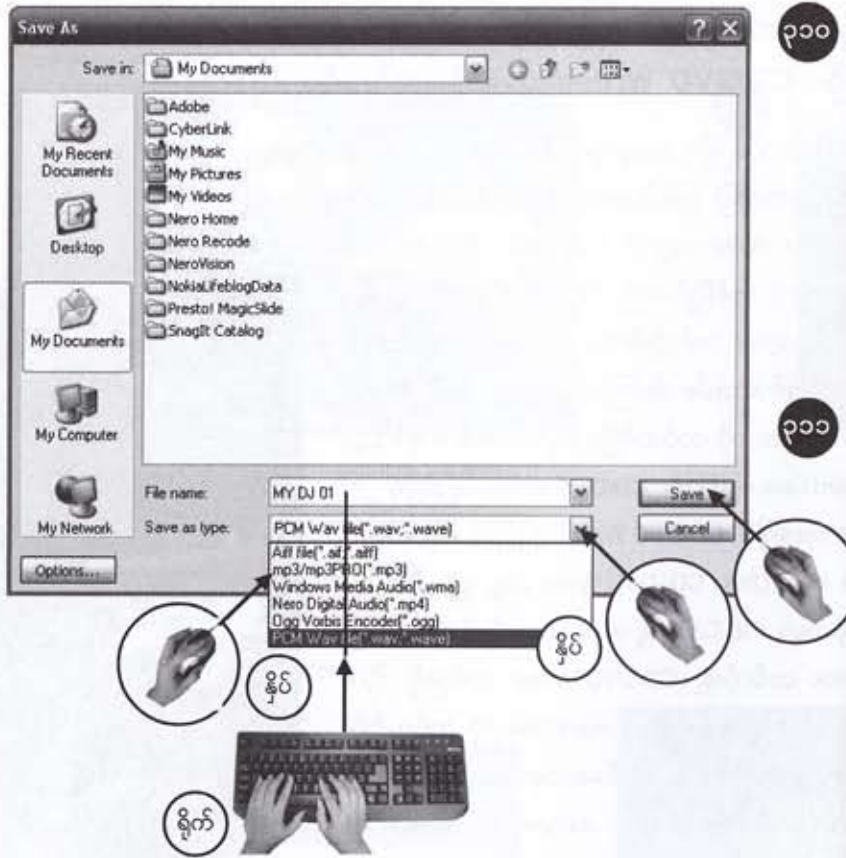 Save As
၃၁၀
Save in: My Documents
Adobe
CyberLink
My Music
My Pictures
My Videos
Nero Home
Nero Recode
NeroVision
NokiaLifeblogData
Presto! MagicSlide
SnagIt Catalog
My Recent Documents
Desktop
My Documents
My Computer
My Network
၃၁၁
File name: MY DJ 01
Save
Save as type: PCM Wav file(*.wav;*.wave)
Cancel
Options...
Aiff file(*.aif;*.aiff)
mp3/mp3PRO(*.mp3)
Windows Media Audio(*.wma)
Nero Digital Audio(*.mp4)
Ogg Vorbis Encoder(*.ogg)
PCM Wav file(*.wav;*.wave)
နှိပ်
နှိပ်
ရိုက်